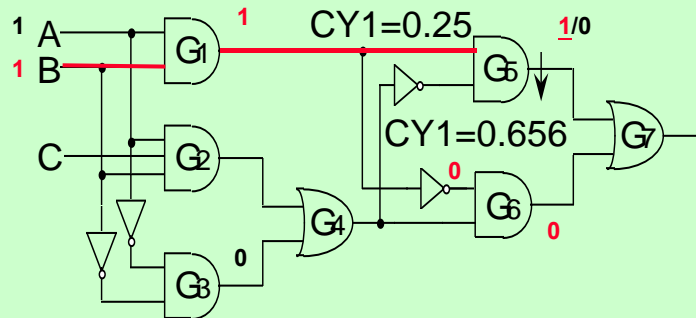 1 A G1 1 CY1=0.25 G5 1/0
1 B
CY1=0.656 G7
C G2
0 G6 0
G4
G3 0